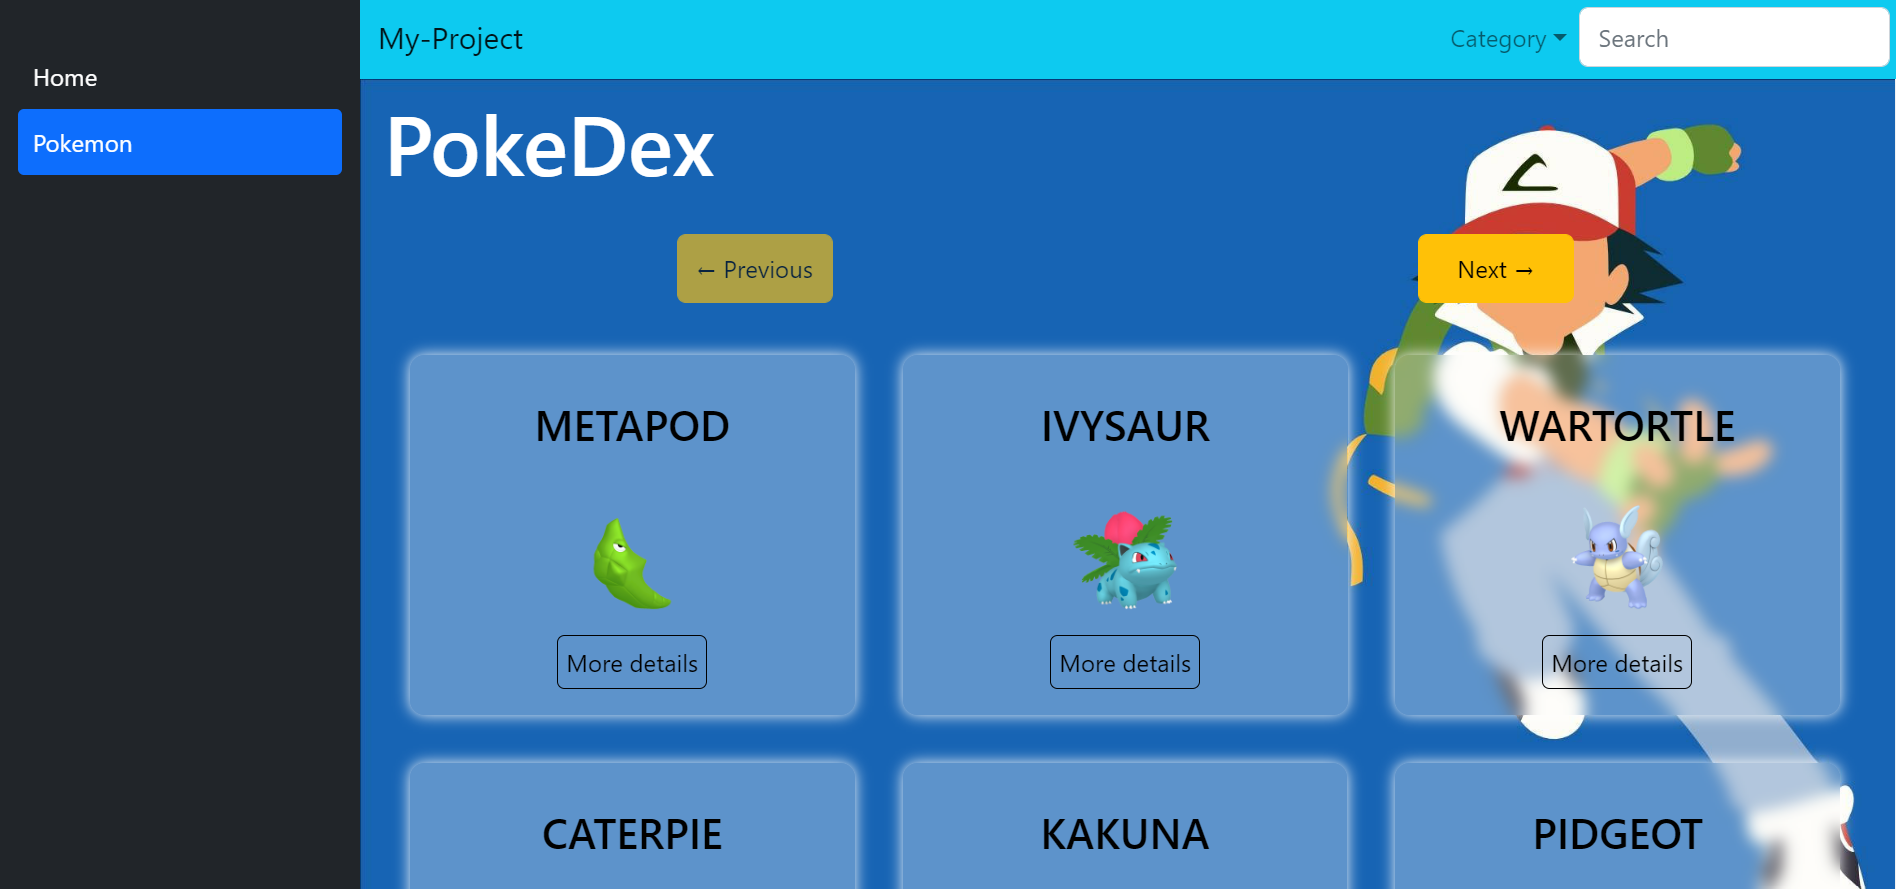 Home
Pokemon
My-Project
Category
Search
PokeDex
← Previous
Next →
METAPOD
IVYSAUR
WARTORTLE
More details
More details
More details
CATERPIE
KAKUNA
PIDGEOT